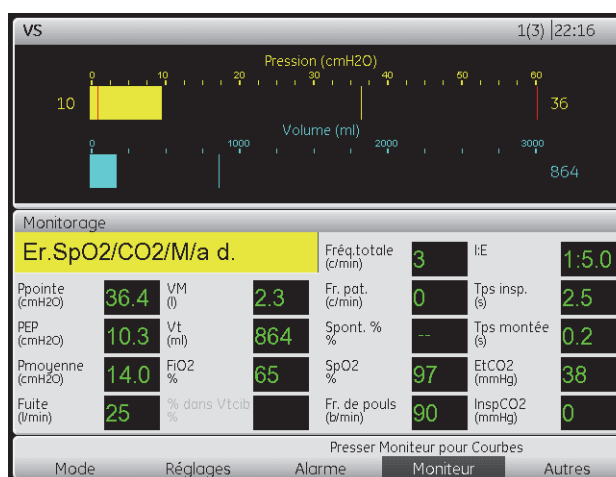 VS 1(3) |22:16
Pression (cmH2O)
0 10 20 30 40 50 60
10 36
Volume (ml)
0 1000 2000 3000
864
Monitorage
Er.SpO2/CO2/M/a d.
Fréq.totale (c/min) 3 I:E 1:5.0
Ppointe (cmH2O) 36.4 VM (l) 2.3 Fr. pat. (c/min) 0 Tps insp. (s) 2.5
PEP (cmH2O) 10.3 Vt (ml) 864 Spont. % % -- Tps montée (s) 0.2
Pmoyenne (cmH2O) 14.0 FiO2 % 65 SpO2 % 97 EtCO2 (mmHg) 38
Fuite (l/min) 25 % dans Vtcib % Fr. de pouls (b/min) 90 InspCO2 (mmHg) 0
Presser Moniteur pour Courbes
Mode Réglages Alarme Moniteur Autres